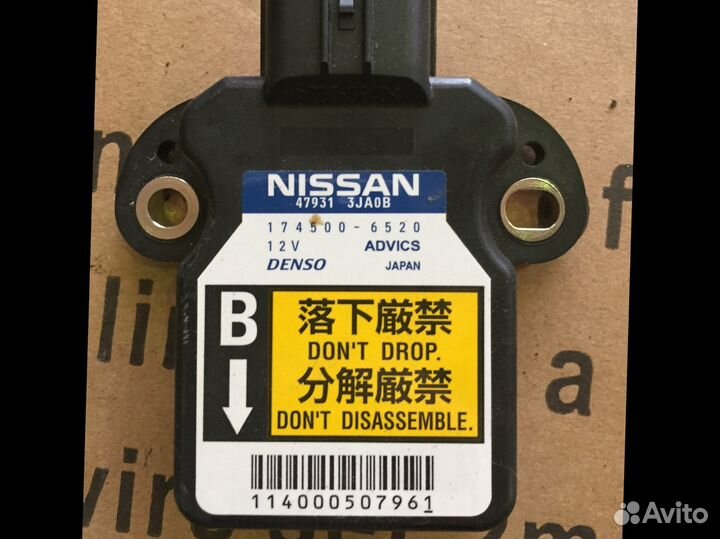 NISSAN
47931 3JA0B
174500-6520
12V ADVICS
DENSO JAPAN
B
落下厳禁
DON'T DROP.
分解厳禁
DON'T DISASSEMBLE.
114000507961
Avito